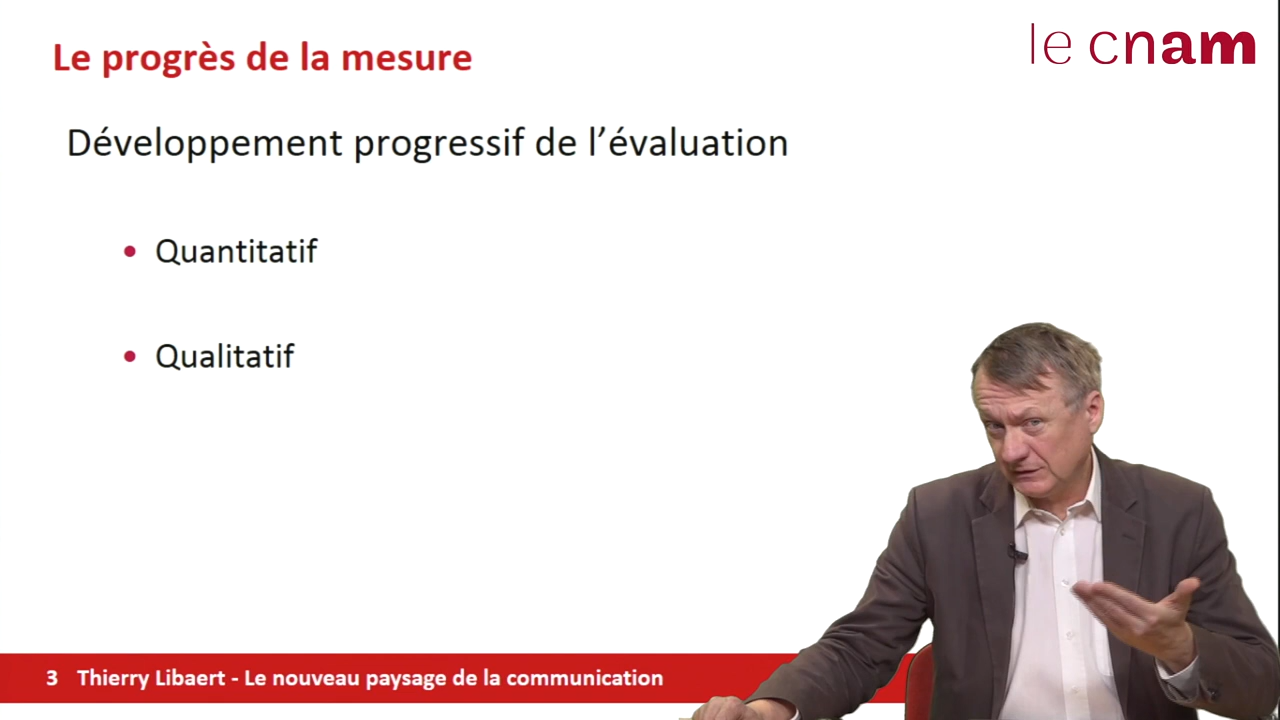 Le progrès de la mesure
le cnam
Développement progressif de l’évaluation
• Quantitatif
• Qualitatif
3 Thierry Libaert - Le nouveau paysage de la communication